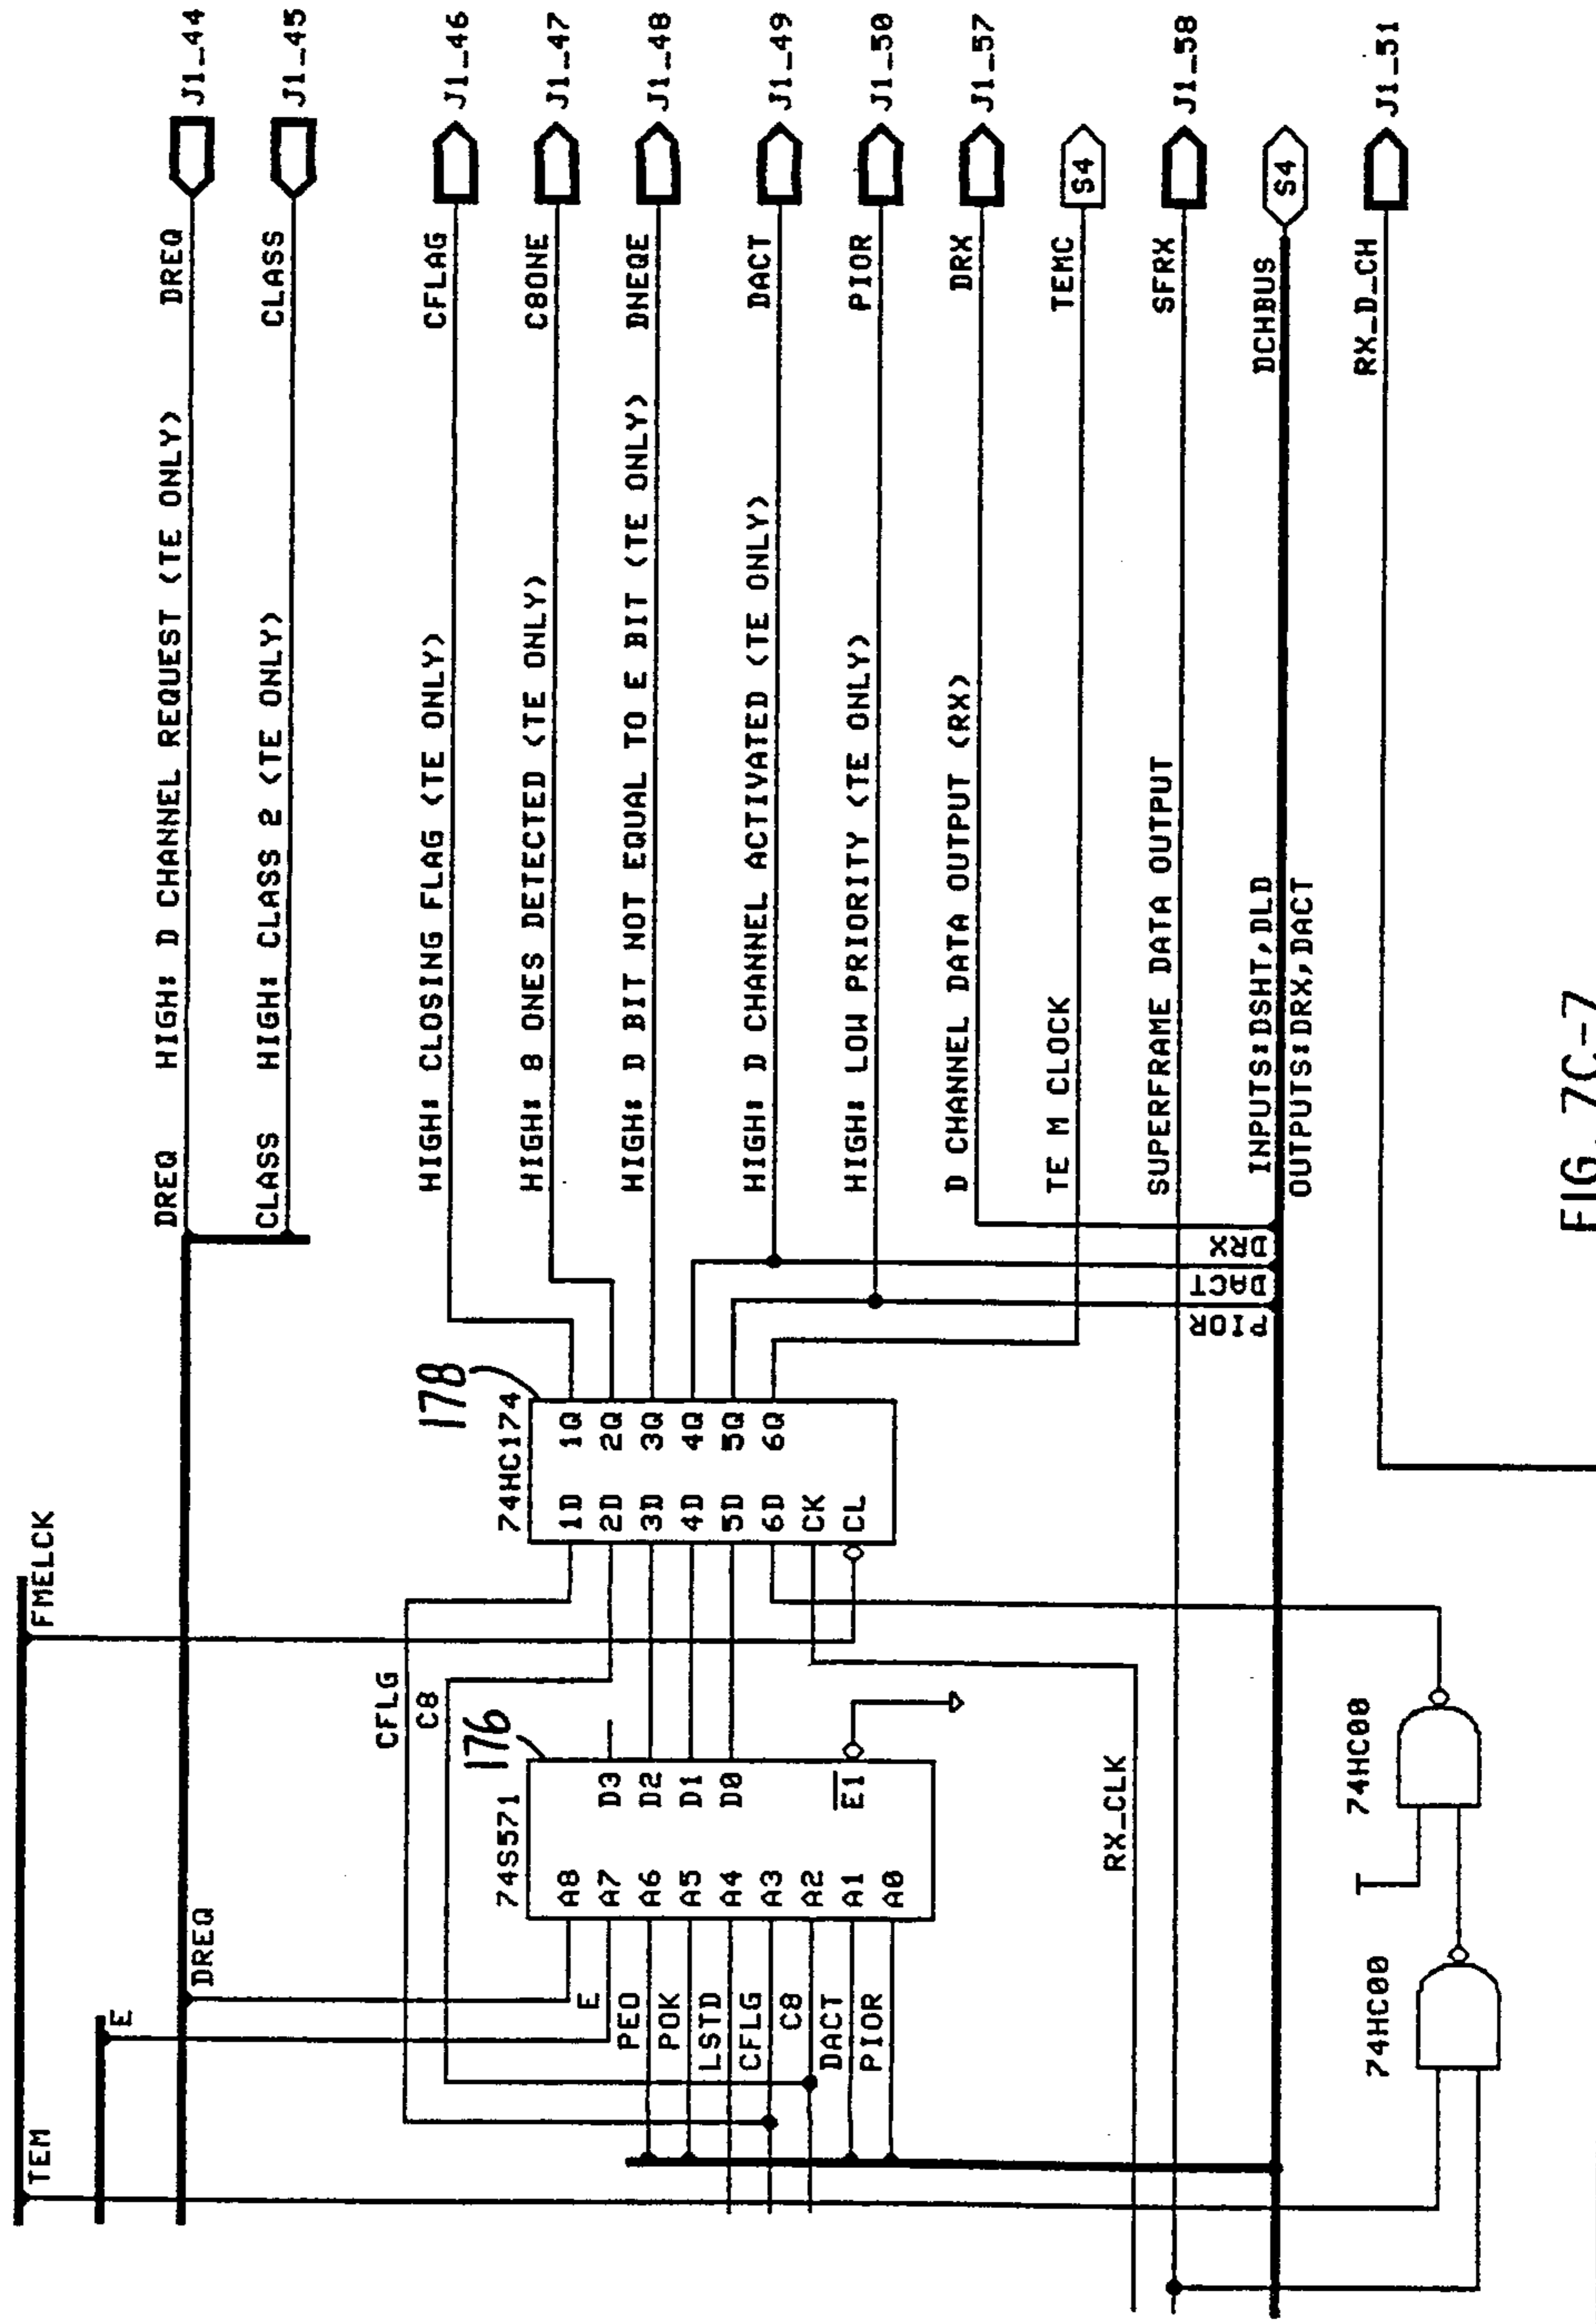 DREQ HIGH: D CHANNEL REQUEST (TE ONLY) DREQ J1_44
CLASS HIGH: CLASS 2 (TE ONLY) CLASS J1_45
HIGH: CLOSING FLAG (TE ONLY) CFLAG J1_46
HIGH: 8 ONES DETECTED (TE ONLY) C8ONE J1_47
HIGH: D BIT NOT EQUAL TO E BIT (TE ONLY) DNEQE J1_48
HIGH: D CHANNEL ACTIVATED (TE ONLY) DACT J1_49
HIGH: LOW PRIORITY (TE ONLY) PIOR J1_50
D CHANNEL DATA OUTPUT (RX) DRX J1_57
TE M CLOCK TEMC S4
SUPERFRAME DATA OUTPUT SFRX J1_58
INPUTS:DSHT,DLD DCHBUS S4
OUTPUTS:DRX,DACT
RX_D_CH J1_51
TEM
FMELCK
E
DREQ
CFLG
C8
178
74HC174
1D 1Q
2D 2Q
3D 3Q
4D 4Q
5D 5Q
6D 6Q
CK
CL
176
74S571
A8
E A7 D3
PEO A6 D2
POK A5 D1
LSTD A4 D0
CFLG A3
C8 A2
DACT A1 E1
PIOR A0
PIOR
DACT
DRX
RX_CLK
74HC00
74HC00
FIG. 7C-7